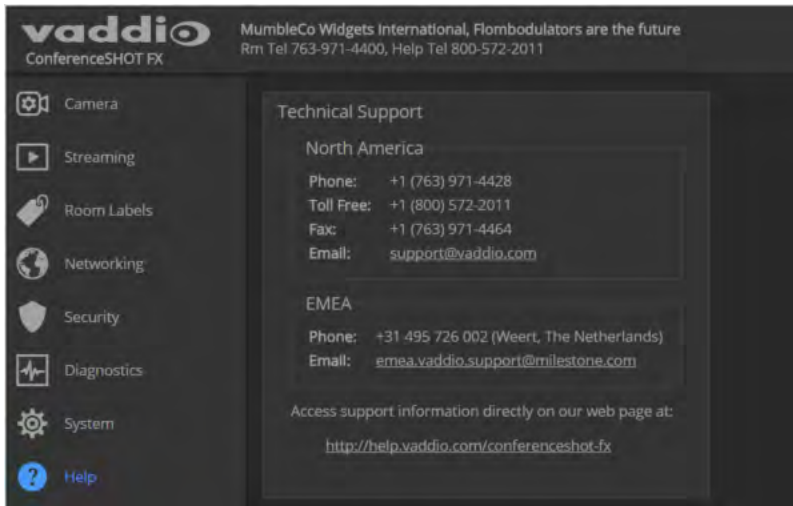 vaddio
ConferenceSHOT FX
MumbleCo Widgets International, Flombodulators are the future
Rm Tel 763-971-4400, Help Tel 800-572-2011
Camera
Streaming
Room Labels
Networking
Security
Diagnostics
System
? Help
Technical Support
North America
Phone: +1 (763) 971-4428
Toll Free: +1 (800) 572-2011
Fax: +1 (763) 971-4464
Email: support@vaddio.com
EMEA
Phone: +31 495 726 002 (Weert, The Netherlands)
Email: emea.vaddio.support@milestone.com
Access support information directly on our web page at:
http://help.vaddio.com/conferenceshot-fx